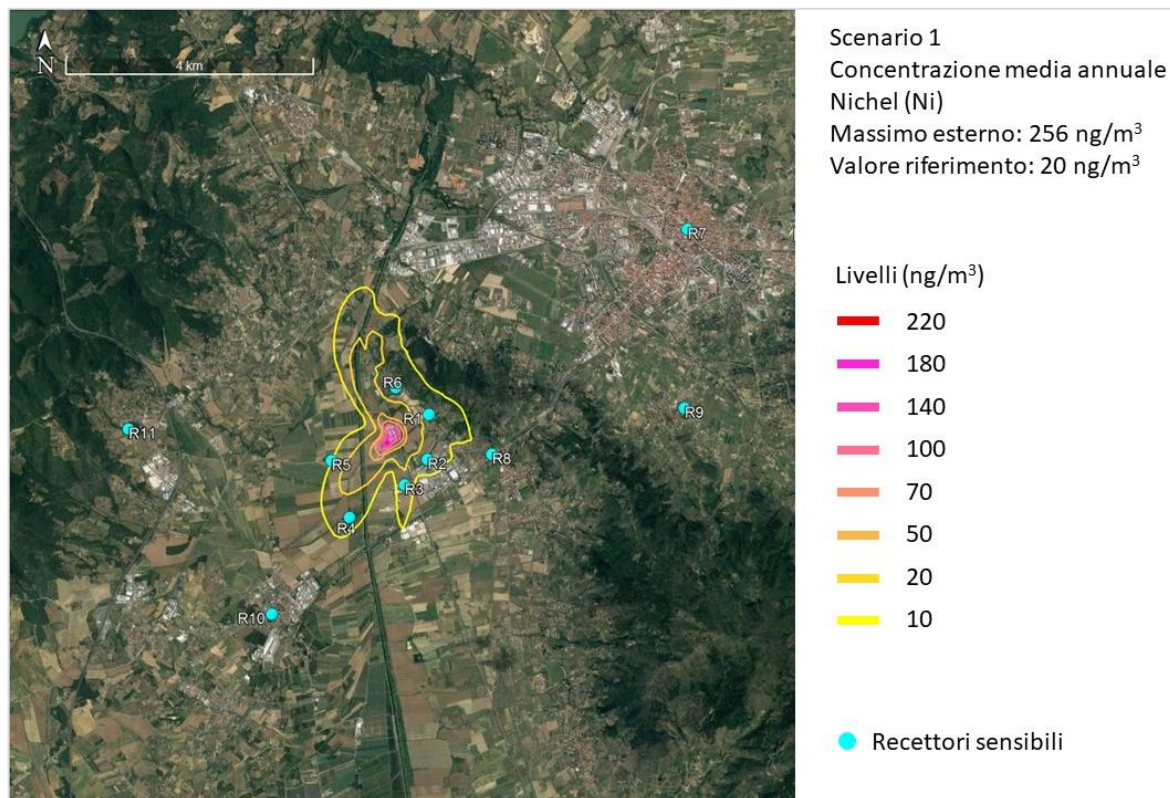 Scenario 1
Concentrazione media annuale
Nichel (Ni)
Massimo esterno: 256 ng/m³
Valore riferimento: 20 ng/m³
Livelli (ng/m³)
220
180
140
100
70
50
20
10
Recettori sensibili
N
4 km
R7
R6
R1
R9
R11
R5
R2
R8
R3
R4
R10